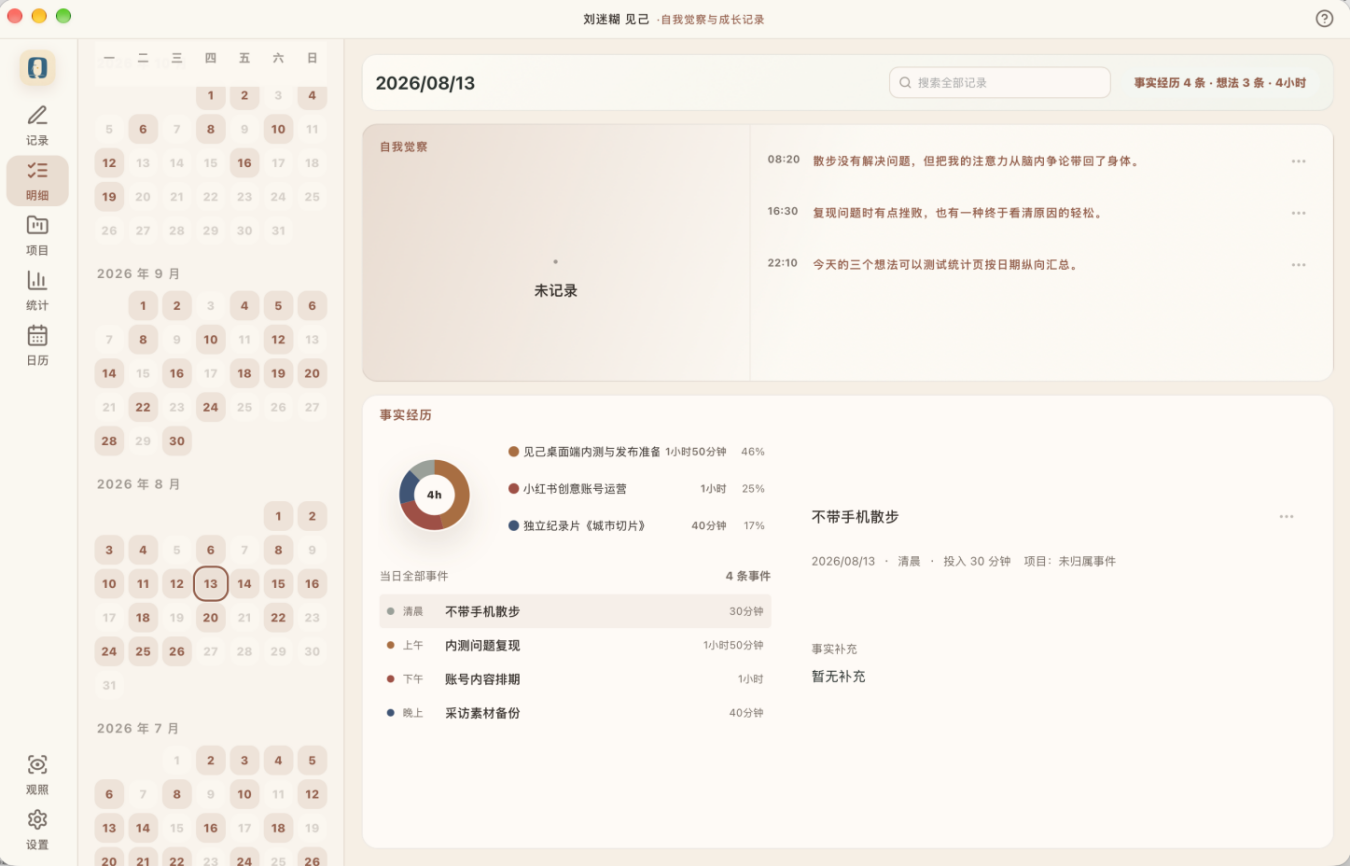 刘迷糊 见己 ·自我觉察与成长记录
记录
明细
项目
统计
日历
观照
设置
一 二 三 四 五 六 日
1 2 3 4
5 6 7 8 9 10 11
12 13 14 15 16 17 18
19 20 21 22 23 24 25
26 27 28 29 30 31
2026 年 9 月
1 2 3 4 5 6
7 8 9 10 11 12 13
14 15 16 17 18 19 20
21 22 23 24 25 26 27
28 29 30
2026 年 8 月
1 2
3 4 5 6 7 8 9
10 11 12 13 14 15 16
17 18 19 20 21 22 23
24 25 26 27 28 29 30
31
2026 年 7 月
1 2 3 4 5
6 7 8 9 10 11 12
13 14 15 16 17 18 19
20 21 22 23 24 25 26
2026/08/13
搜索全部记录
事实经历 4 条 · 想法 3 条 · 4小时
自我觉察
未记录
08:20 散步没有解决问题，但把我的注意力从脑内争论带回了身体。
16:30 复现问题时有点挫败，也有一种终于看清原因的轻松。
22:10 今天的三个想法可以测试统计页按日期纵向汇总。
事实经历
4h
见己桌面端内测与发布准备 1小时50分钟 46%
小红书创意账号运营 1小时 25%
独立纪录片《城市切片》 40分钟 17%
当日全部事件 4 条事件
清晨 不带手机散步 30分钟
上午 内测问题复现 1小时50分钟
下午 账号内容排期 1小时
晚上 采访素材备份 40分钟
不带手机散步
2026/08/13 · 清晨 · 投入 30 分钟 项目：未归属事件
事实补充
暂无补充